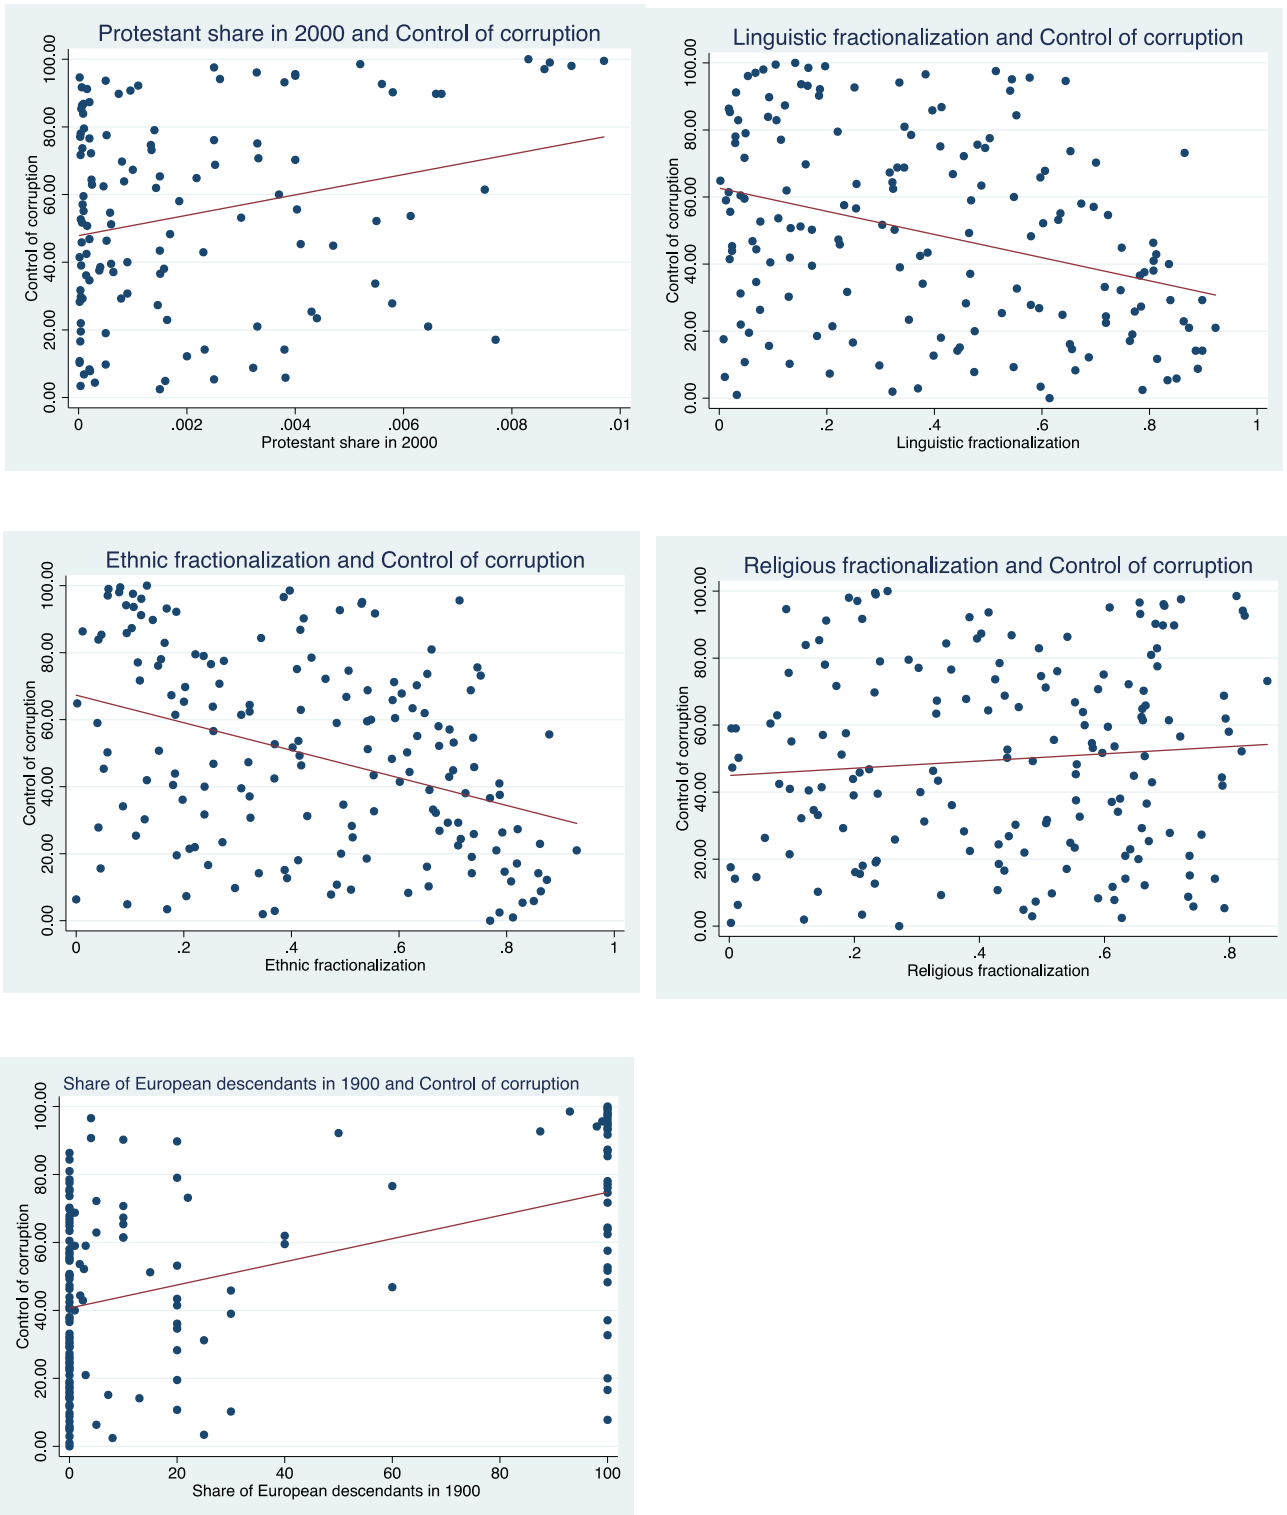 Protestant share in 2000 and Control of corruption
Control of corruption
100.00
80.00
60.00
40.00
20.00
0.00
0 .002 .004 .006 .008 .01
Protestant share in 2000
Linguistic fractionalization and Control of corruption
Control of corruption
100.00
80.00
60.00
40.00
20.00
0.00
0 .2 .4 .6 .8 1
Linguistic fractionalization
Ethnic fractionalization and Control of corruption
Control of corruption
100.00
80.00
60.00
40.00
20.00
0.00
0 .2 .4 .6 .8 1
Ethnic fractionalization
Religious fractionalization and Control of corruption
Control of corruption
100.00
80.00
60.00
40.00
20.00
0.00
0 .2 .4 .6 .8
Religious fractionalization
Share of European descendants in 1900 and Control of corruption
Control of corruption
100.00
80.00
60.00
40.00
20.00
0.00
0 20 40 60 80 100
Share of European descendants in 1900